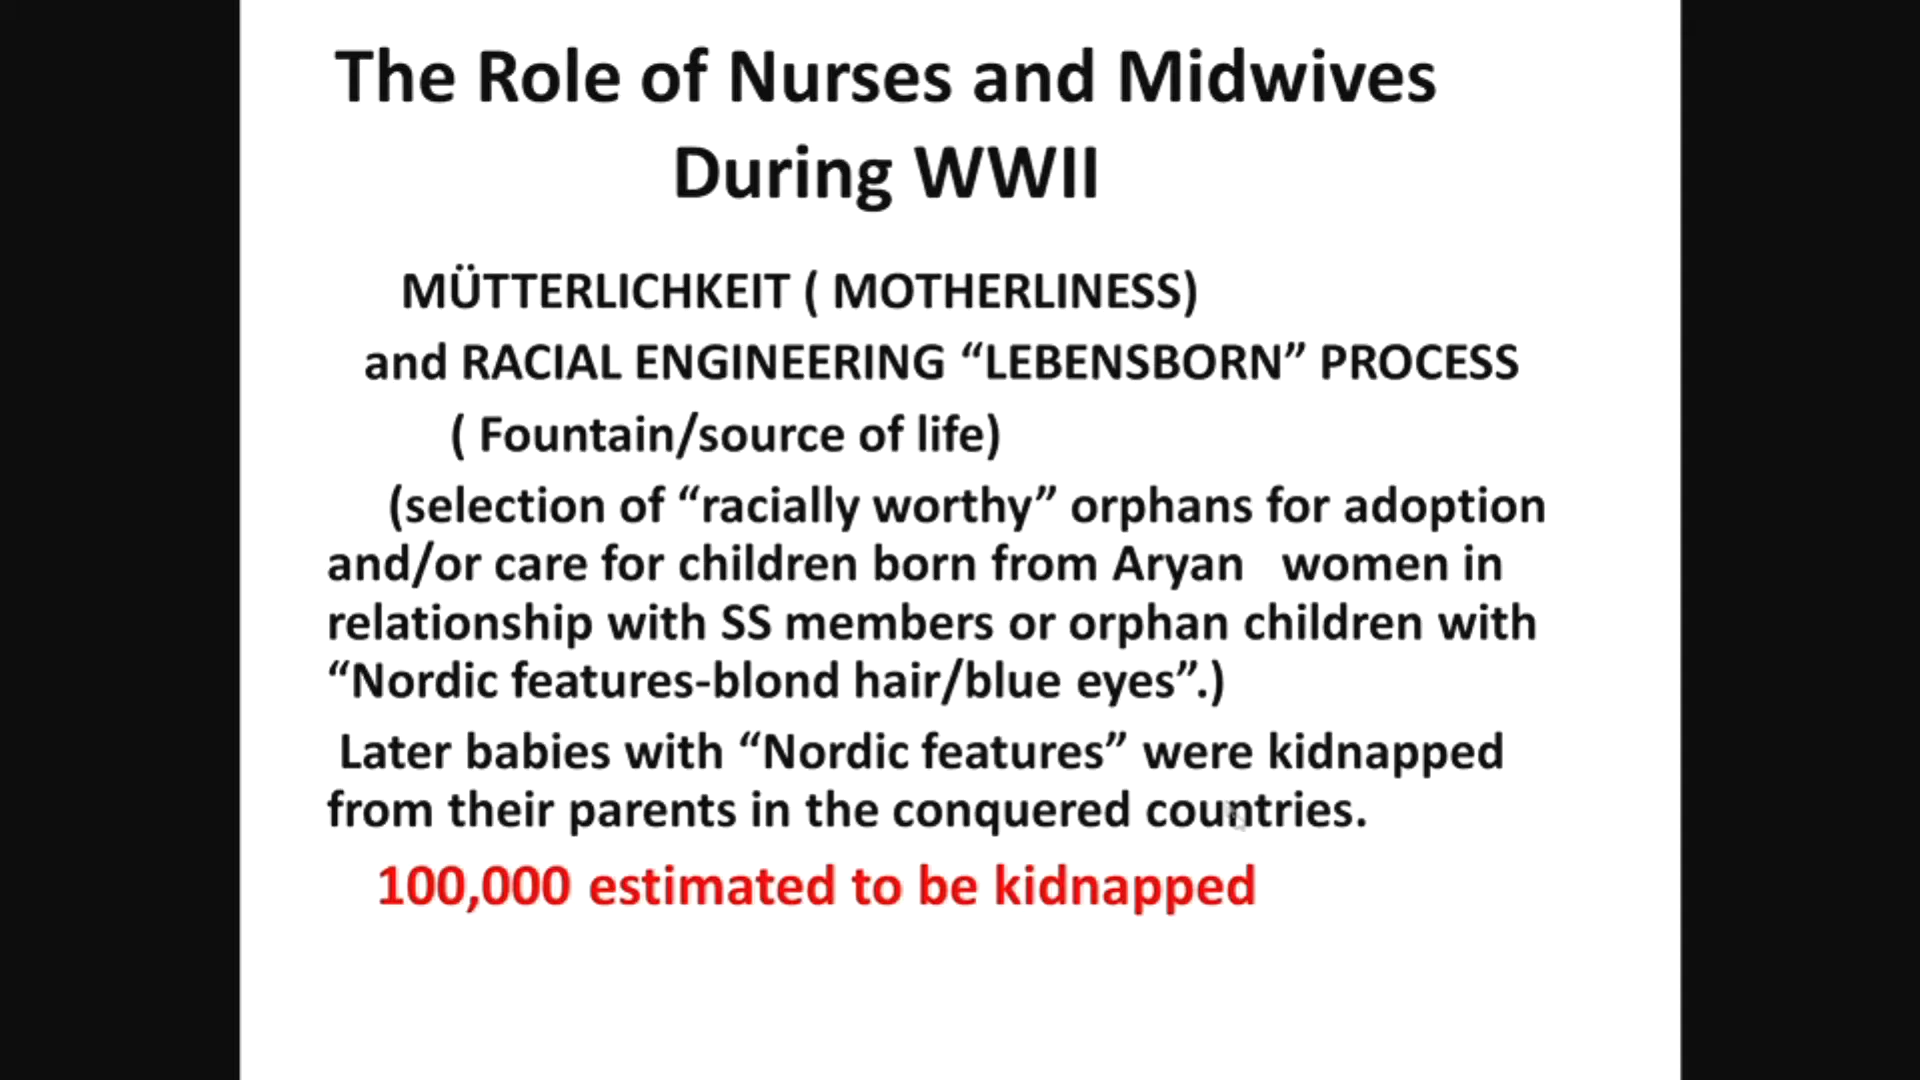 The Role of Nurses and Midwives
During WWII
MÜTTERLICHKEIT ( MOTHERLINESS)
and RACIAL ENGINEERING “LEBENSBORN” PROCESS
( Fountain/source of life)
(selection of “racially worthy” orphans for adoption
and/or care for children born from Aryan women in
relationship with SS members or orphan children with
“Nordic features-blond hair/blue eyes”.)
Later babies with “Nordic features” were kidnapped
from their parents in the conquered countries.
100,000 estimated to be kidnapped